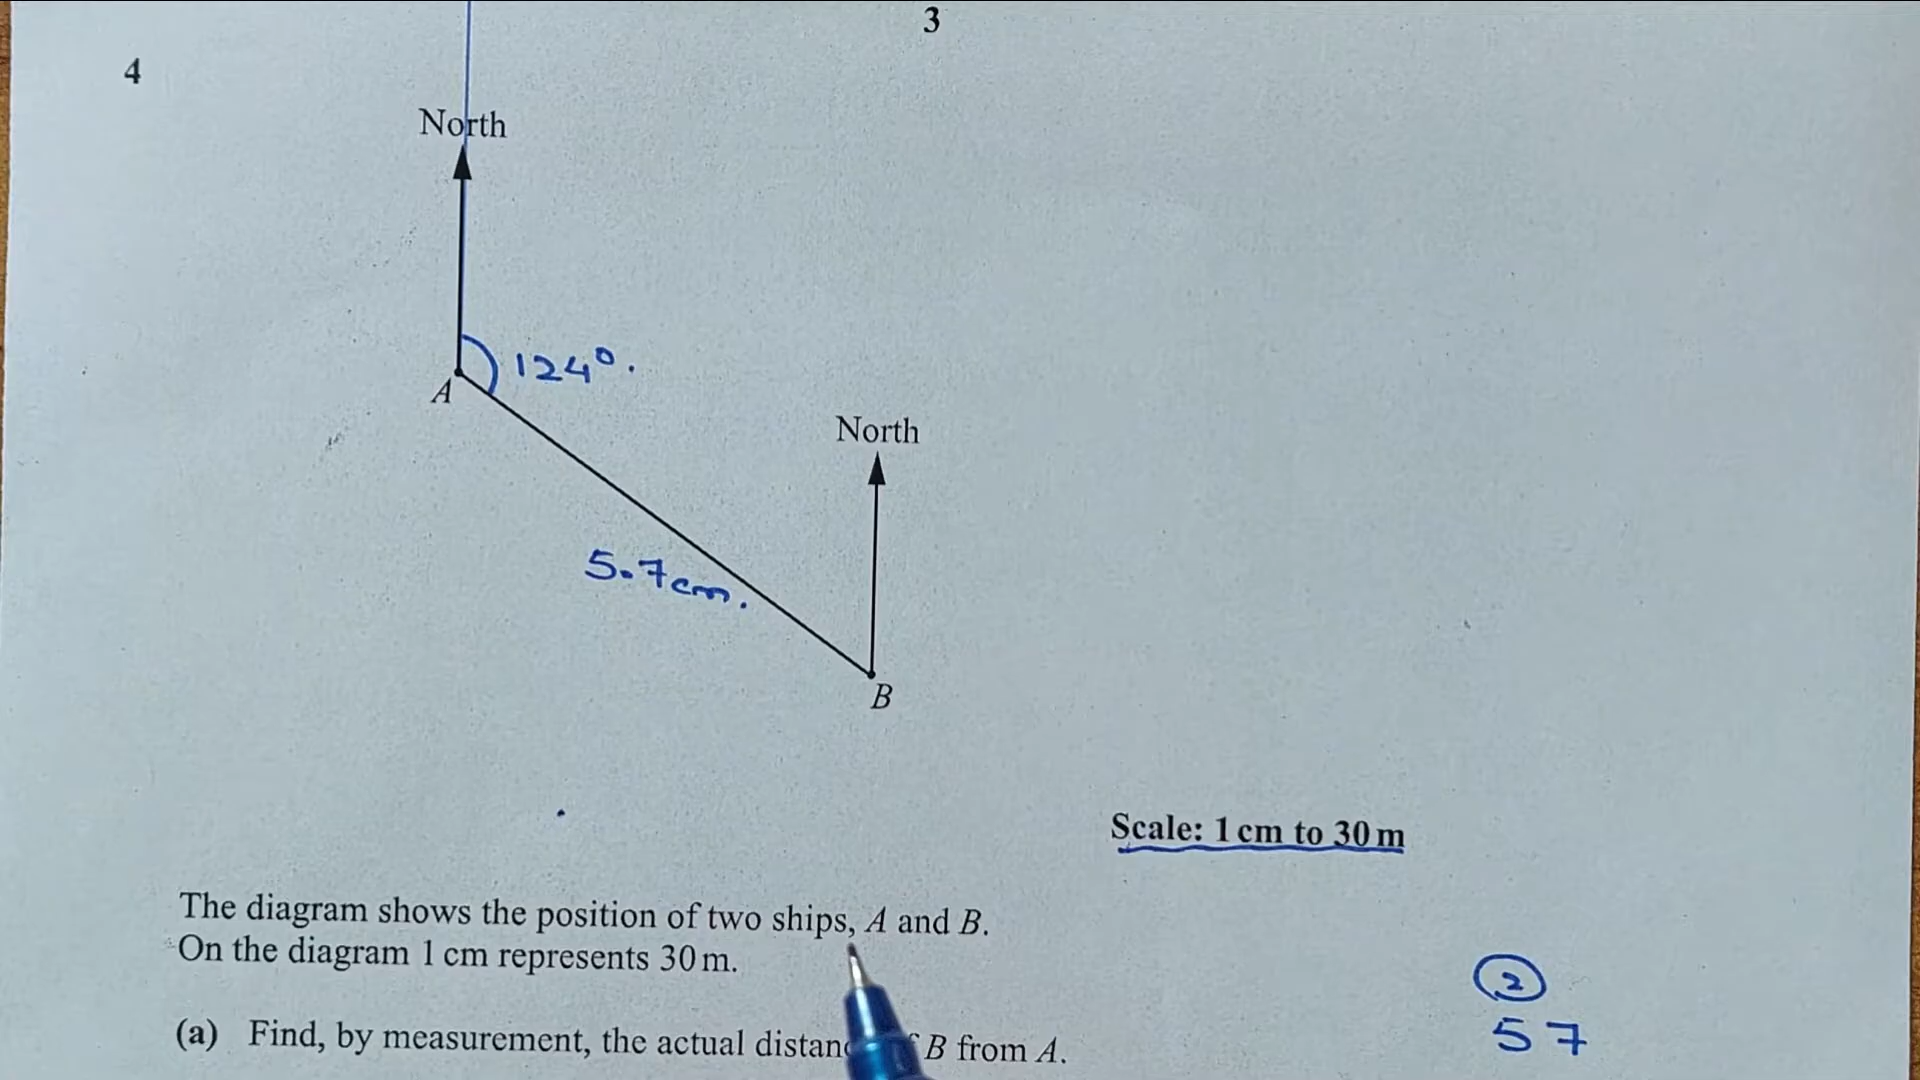 3
4
North
124°.
A
North
5.7cm.
B
Scale: 1 cm to 30 m
The diagram shows the position of two ships, A and B.
On the diagram 1 cm represents 30 m.
2
(a) Find, by measurement, the actual B from A.
57